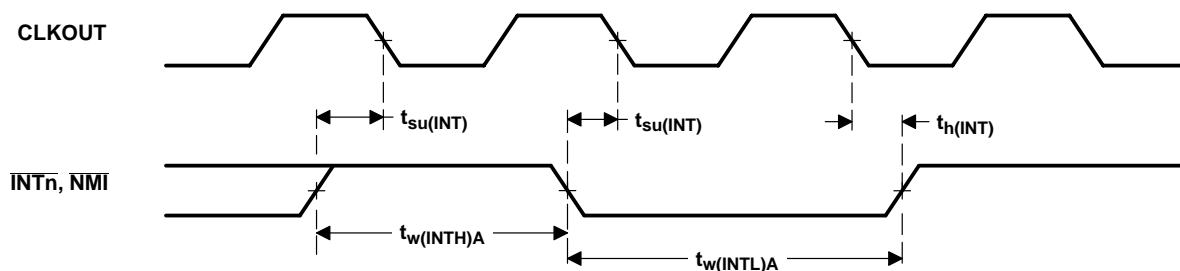 CLKOUT
tsu(INT)
tsu(INT)
th(INT)
INTn, NMI
tw(INTH)A
tw(INTL)A